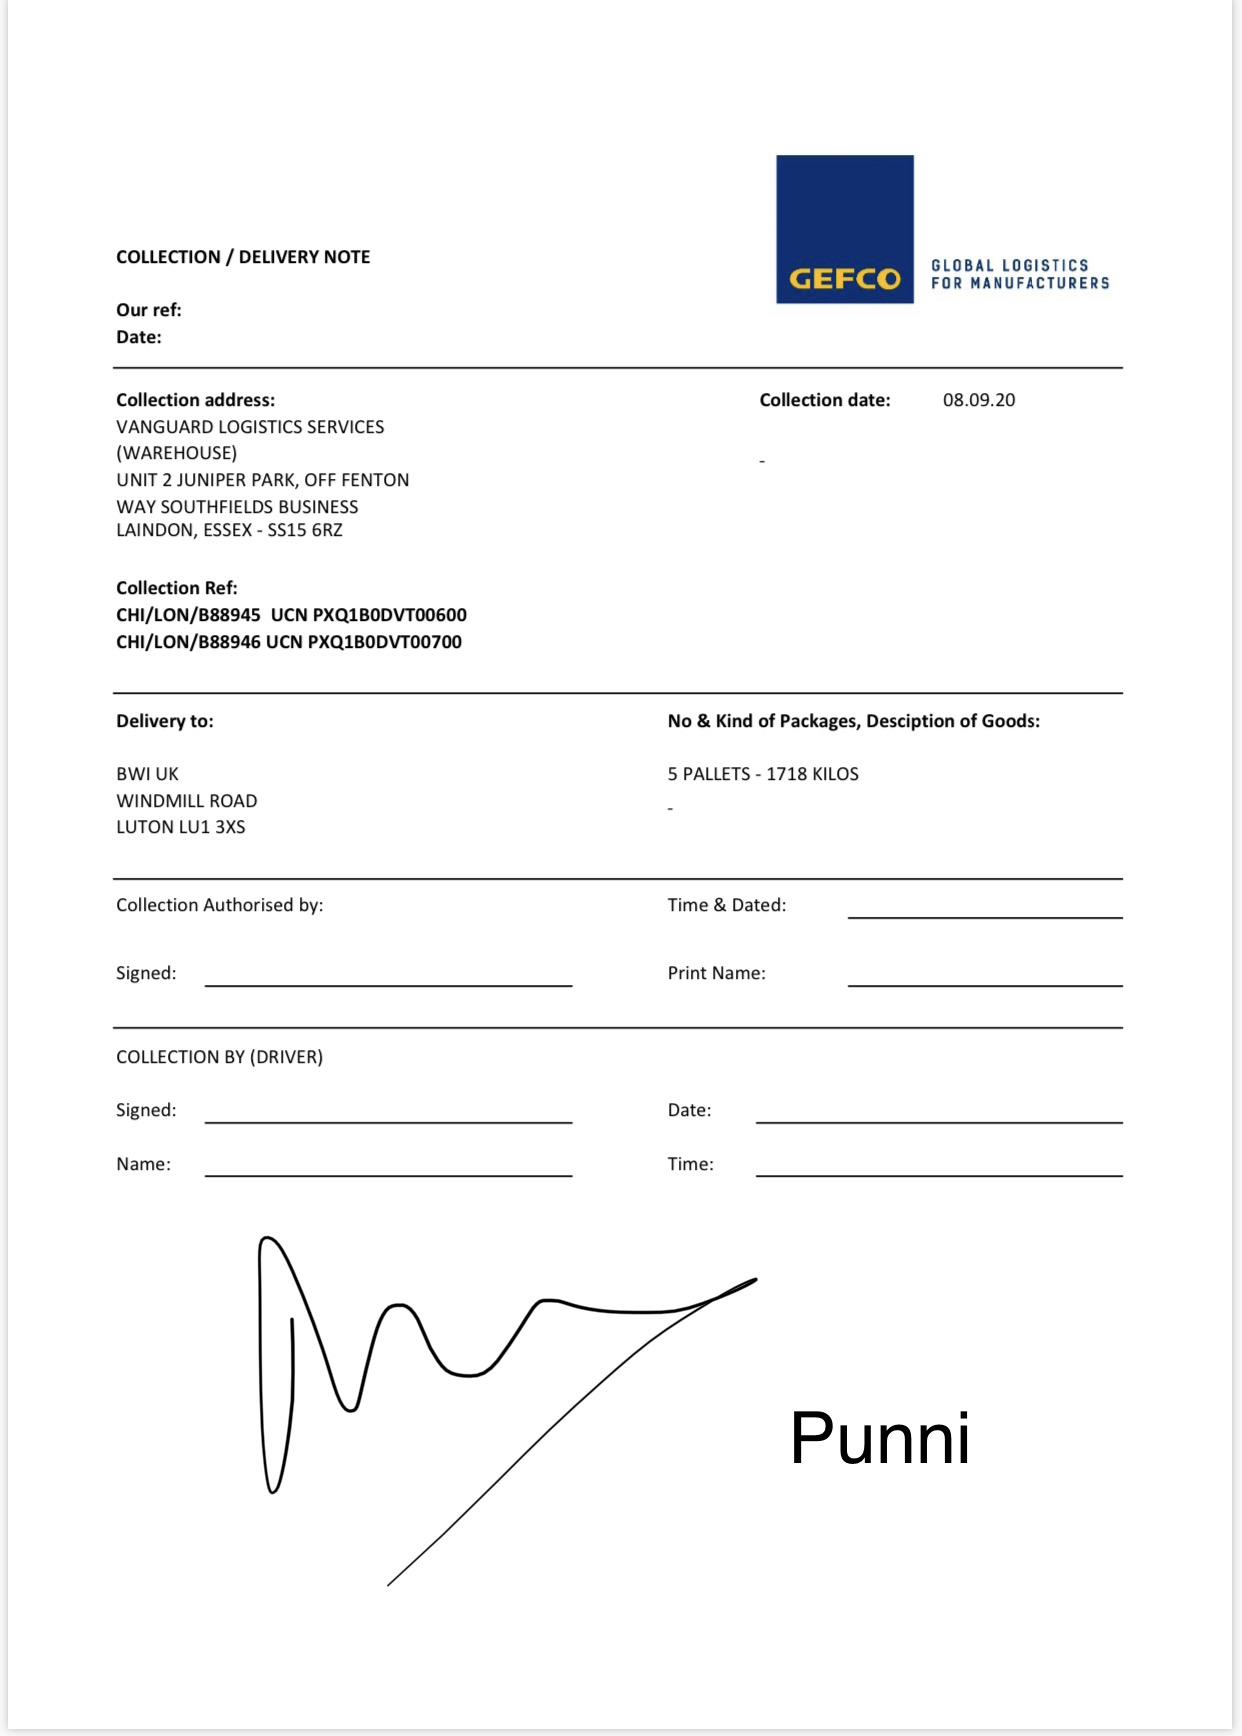 COLLECTION / DELIVERY NOTE
GEFCO
GLOBAL LOGISTICS
FOR MANUFACTURERS
Our ref:
Date:
Collection address:
VANGUARD LOGISTICS SERVICES
(WAREHOUSE)
UNIT 2 JUNIPER PARK, OFF FENTON
WAY SOUTHFIELDS BUSINESS
LAINDON, ESSEX - SS15 6RZ
Collection date: 08.09.20
-
Collection Ref:
CHI/LON/B88945 UCN PXQ1B0DVT00600
CHI/LON/B88946 UCN PXQ1B0DVT00700
Delivery to:
BWI UK
WINDMILL ROAD
LUTON LU1 3XS
No & Kind of Packages, Desciption of Goods:
5 PALLETS - 1718 KILOS
-
Collection Authorised by:
Time & Dated:
Signed:
Print Name:
COLLECTION BY (DRIVER)
Signed:
Date:
Name:
Time:
Punni